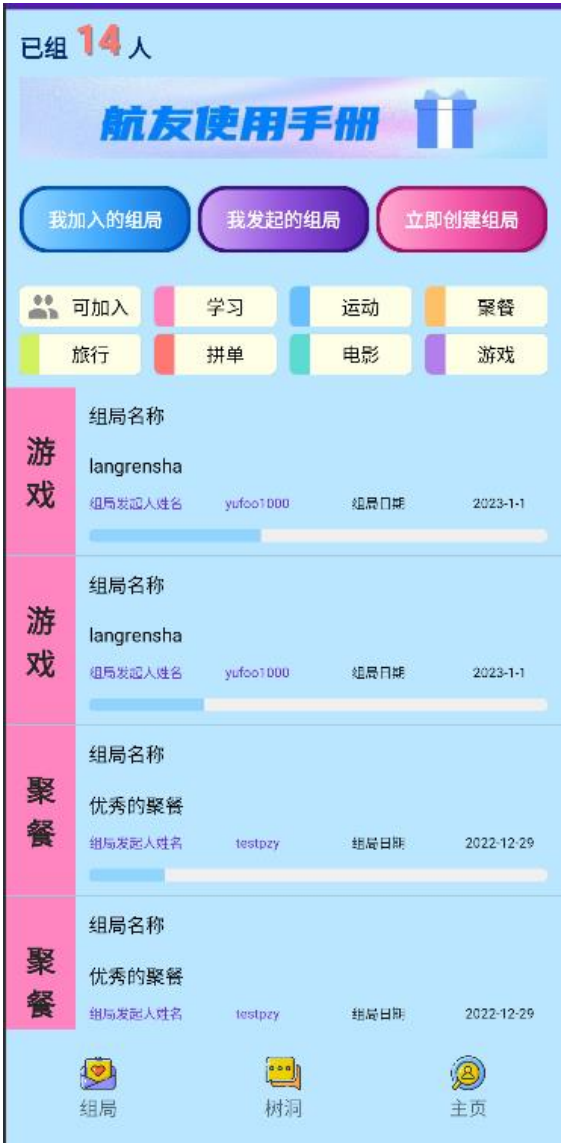 已组 14 人
航友使用手册
我加入的组局 我发起的组局 立即创建组局
可加入 学习 运动 聚餐
旅行 拼单 电影 游戏
游戏
组局名称
langrensha
组局发起人姓名 yufoo1000 组局日期 2023-1-1
游戏
组局名称
langrensha
组局发起人姓名 yufoo1000 组局日期 2023-1-1
聚餐
组局名称
优秀的聚餐
组局发起人姓名 testpzy 组局日期 2022-12-29
聚餐
组局名称
优秀的聚餐
组局发起人姓名 testpzy 组局日期 2022-12-29
组局 树洞 主页